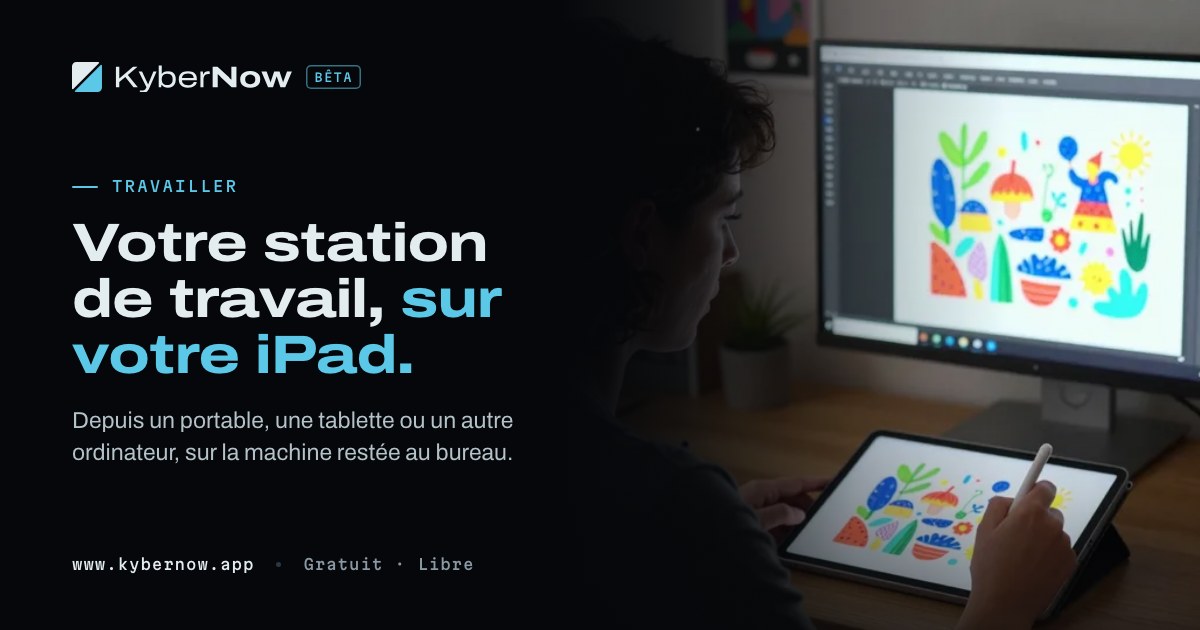 KyberNow BÊTA
TRAVAILLER
Votre station
de travail, sur
votre iPad.
Depuis un portable, une tablette ou un autre
ordinateur, sur la machine restée au bureau.
www.kybernow.app • Gratuit · Libre